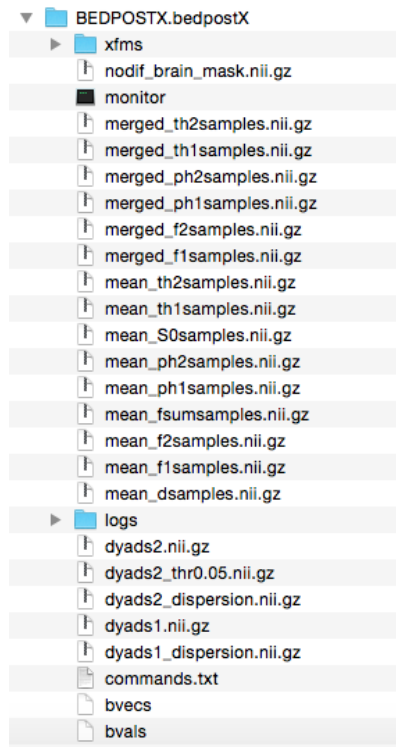 BEDPOSTX.bedpostX
xfms
nodif_brain_mask.nii.gz
monitor
merged_th2samples.nii.gz
merged_th1samples.nii.gz
merged_ph2samples.nii.gz
merged_ph1samples.nii.gz
merged_f2samples.nii.gz
merged_f1samples.nii.gz
mean_th2samples.nii.gz
mean_th1samples.nii.gz
mean_S0samples.nii.gz
mean_ph2samples.nii.gz
mean_ph1samples.nii.gz
mean_fsumsamples.nii.gz
mean_f2samples.nii.gz
mean_f1samples.nii.gz
mean_dsamples.nii.gz
logs
dyads2.nii.gz
dyads2_thr0.05.nii.gz
dyads2_dispersion.nii.gz
dyads1.nii.gz
dyads1_dispersion.nii.gz
commands.txt
bvecs
bvals